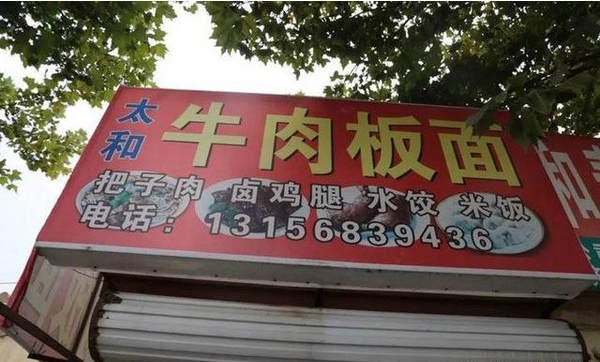 太和
牛肉板面
把子肉 卤鸡腿 水饺 米饭
电话：13156839436